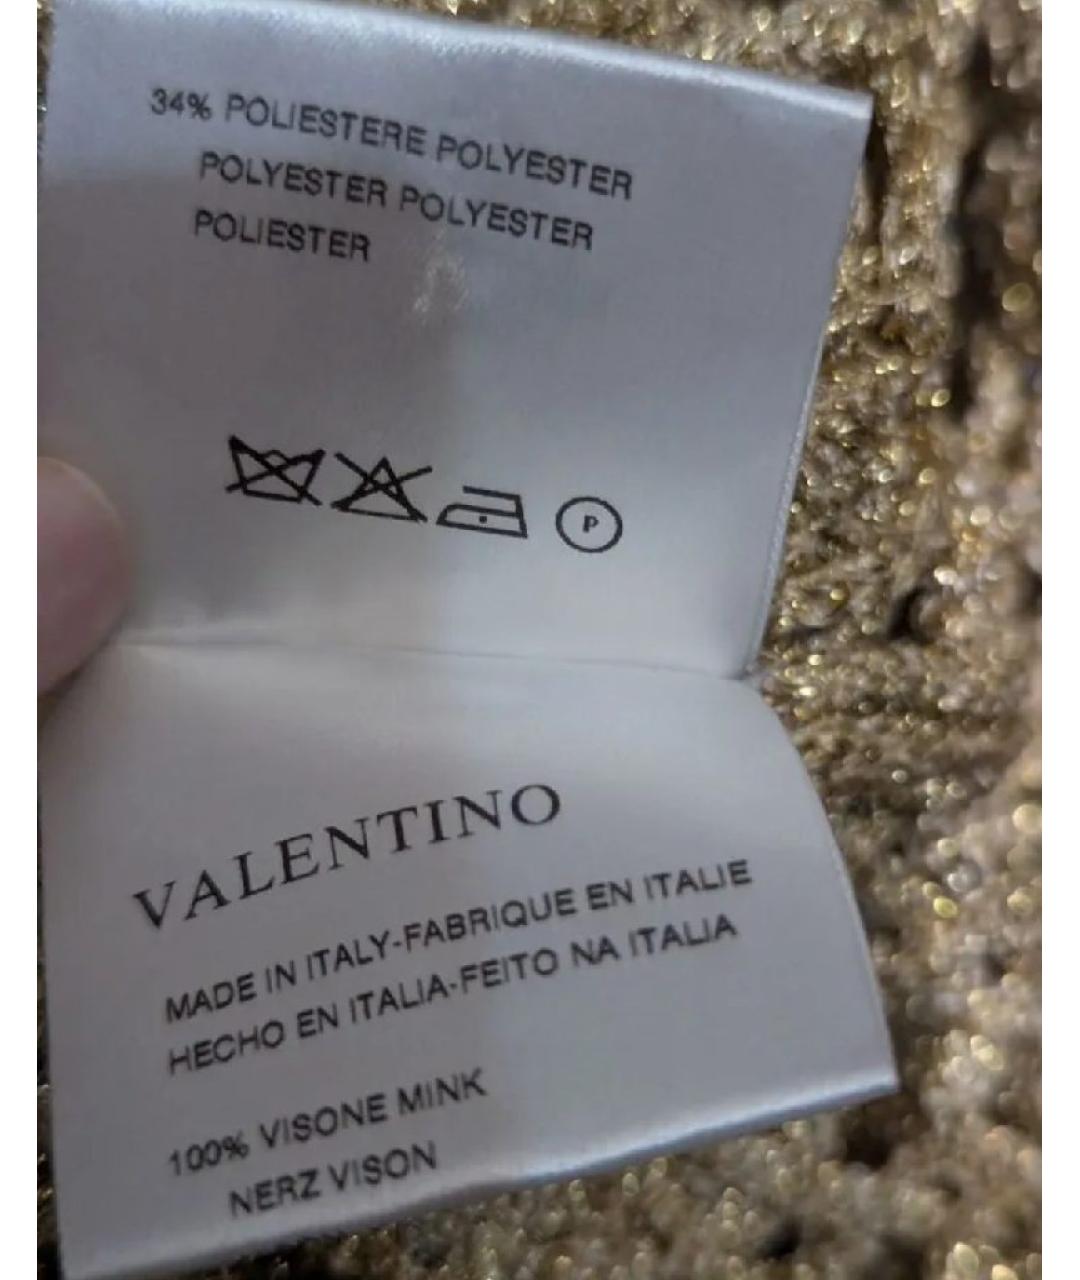 34% POLIESTERE POLYESTER
POLYESTER POLYESTER
POLIESTER
P
VALENTINO
MADE IN ITALY-FABRIQUE EN ITALIE
HECHO EN ITALIA-FEITO NA ITALIA
100% VISONE MINK
NERZ VISON